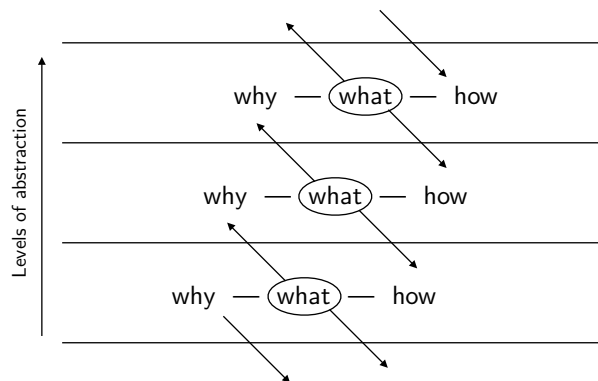 why — what — how
why — what — how
why — what — how
Levels of abstraction